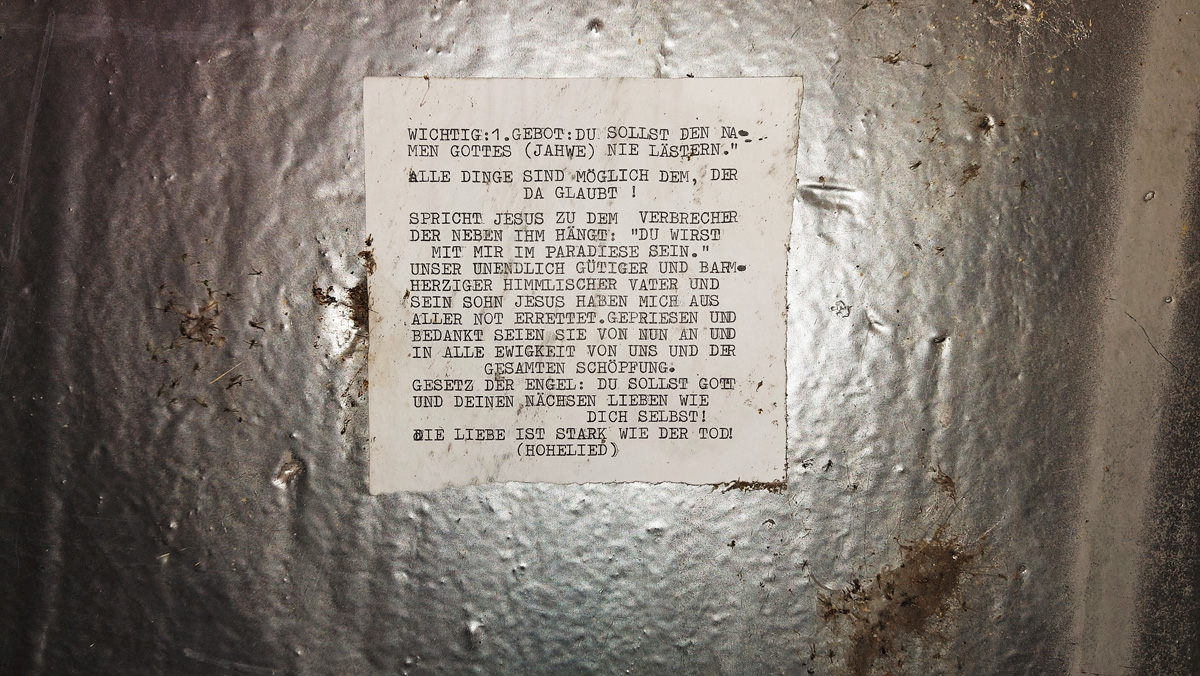 WICHTIG:1.GEBOT:DU SOLLST DEN NA-
MEN GOTTES (JAHWE) NIE LÄSTERN."
ALLE DINGE SIND MÖGLICH DEM, DER
DA GLAUBT !
SPRICHT JESUS ZU DEM VERBRECHER
DER NEBEN IHM HÄNGT: "DU WIRST
MIT MIR IM PARADIESE SEIN."
UNSER UNENDLICH GÜTIGER UND BARM-
HERZIGER HIMMLISCHER VATER UND
SEIN SOHN JESUS HABEN MICH AUS
ALLER NOT ERRETTET.GEPRIESEN UND
BEDANKT SEIEN SIE VON NUN AN UND
IN ALLE EWIGKEIT VON UNS UND DER
GESAMTEN SCHÖPFUNG.
GESETZ DER ENGEL: DU SOLLST GOTT
UND DEINEN NÄCHSEN LIEBEN WIE
DICH SELBST!
DIE LIEBE IST STARK WIE DER TOD!
(HOHELIED)